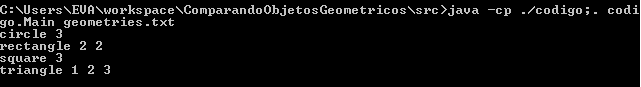 C:\Users\EVA\workspace\ComparandoObjetosGeometricos\src>java -cp ./codigo;. codi
go.Main geometries.txt
circle 3
rectangle 2 2
square 3
triangle 1 2 3